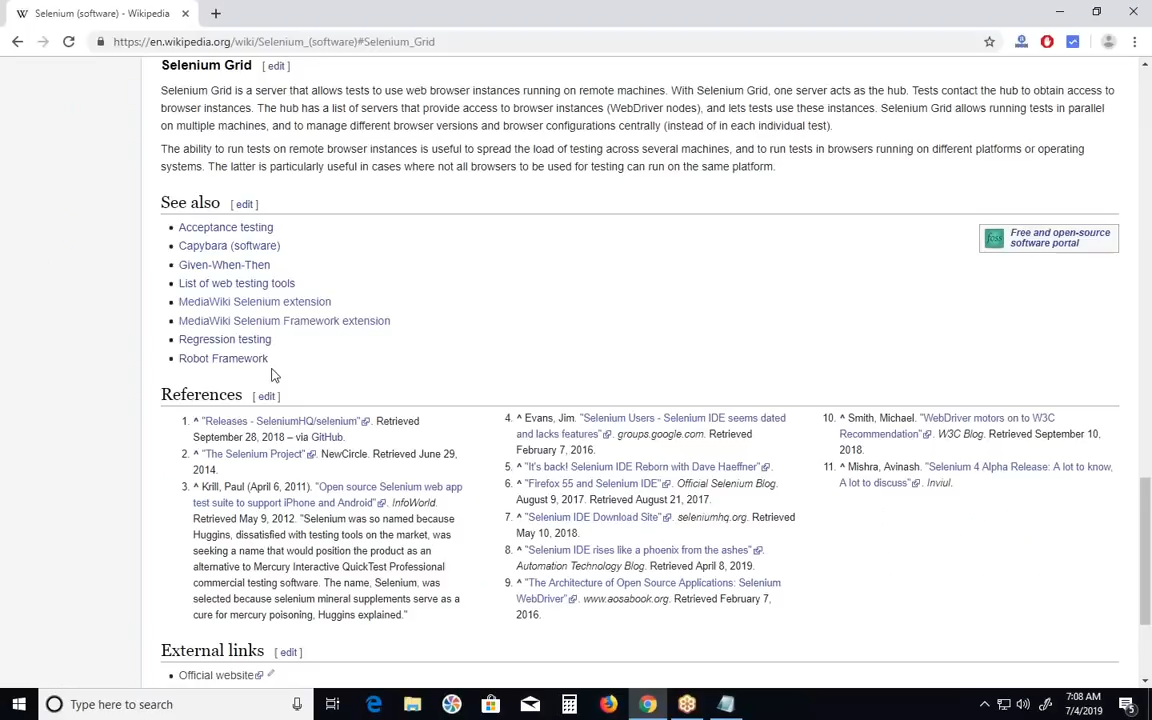 Selenium (software) - Wikipedia
https://en.wikipedia.org/wiki/Selenium_(software)#Selenium_Grid
Selenium Grid [ edit ]
Selenium Grid is a server that allows tests to use web browser instances running on remote machines. With Selenium Grid, one server acts as the hub. Tests contact the hub to obtain access to
browser instances. The hub has a list of servers that provide access to browser instances (WebDriver nodes), and lets tests use these instances. Selenium Grid allows running tests in parallel
on multiple machines, and to manage different browser versions and browser configurations centrally (instead of in each individual test).
The ability to run tests on remote browser instances is useful to spread the load of testing across several machines, and to run tests in browsers running on different platforms or operating
systems. The latter is particularly useful in cases where not all browsers to be used for testing can run on the same platform.
See also [ edit ]
Acceptance testing
Capybara (software)
Given-When-Then
List of web testing tools
MediaWiki Selenium extension
MediaWiki Selenium Framework extension
Regression testing
Robot Framework
Free and open-source
software portal
References [ edit ]
1. ^ "Releases - SeleniumHQ/selenium". Retrieved
September 28, 2018 – via GitHub.
2. ^ "The Selenium Project". NewCircle. Retrieved June 29,
2014.
3. ^ Krill, Paul (April 6, 2011). "Open source Selenium web app
test suite to support iPhone and Android". InfoWorld.
Retrieved May 9, 2012. "Selenium was so named because
Huggins, dissatisfied with testing tools on the market, was
seeking a name that would position the product as an
alternative to Mercury Interactive QuickTest Professional
commercial testing software. The name, Selenium, was
selected because selenium mineral supplements serve as a
cure for mercury poisoning, Huggins explained."
4. ^ Evans, Jim. "Selenium Users - Selenium IDE seems dated
and lacks features". groups.google.com. Retrieved
February 7, 2016.
5. ^ "It's back! Selenium IDE Reborn with Dave Haeffner".
6. ^ "Firefox 55 and Selenium IDE". Official Selenium Blog.
August 9, 2017. Retrieved August 21, 2017.
7. ^ "Selenium IDE Download Site". seleniumhq.org. Retrieved
May 10, 2018.
8. ^ "Selenium IDE rises like a phoenix from the ashes".
Automation Technology Blog. Retrieved April 8, 2019.
9. ^ "The Architecture of Open Source Applications: Selenium
WebDriver". www.aosabook.org. Retrieved February 7,
2016.
10. ^ Smith, Michael. "WebDriver motors on to W3C
Recommendation". W3C Blog. Retrieved September 10,
2018.
11. ^ Mishra, Avinash. "Selenium 4 Alpha Release: A lot to know,
A lot to discuss". Inviul.
External links [ edit ]
Official website
Type here to search
7:08 AM
7/4/2019
5